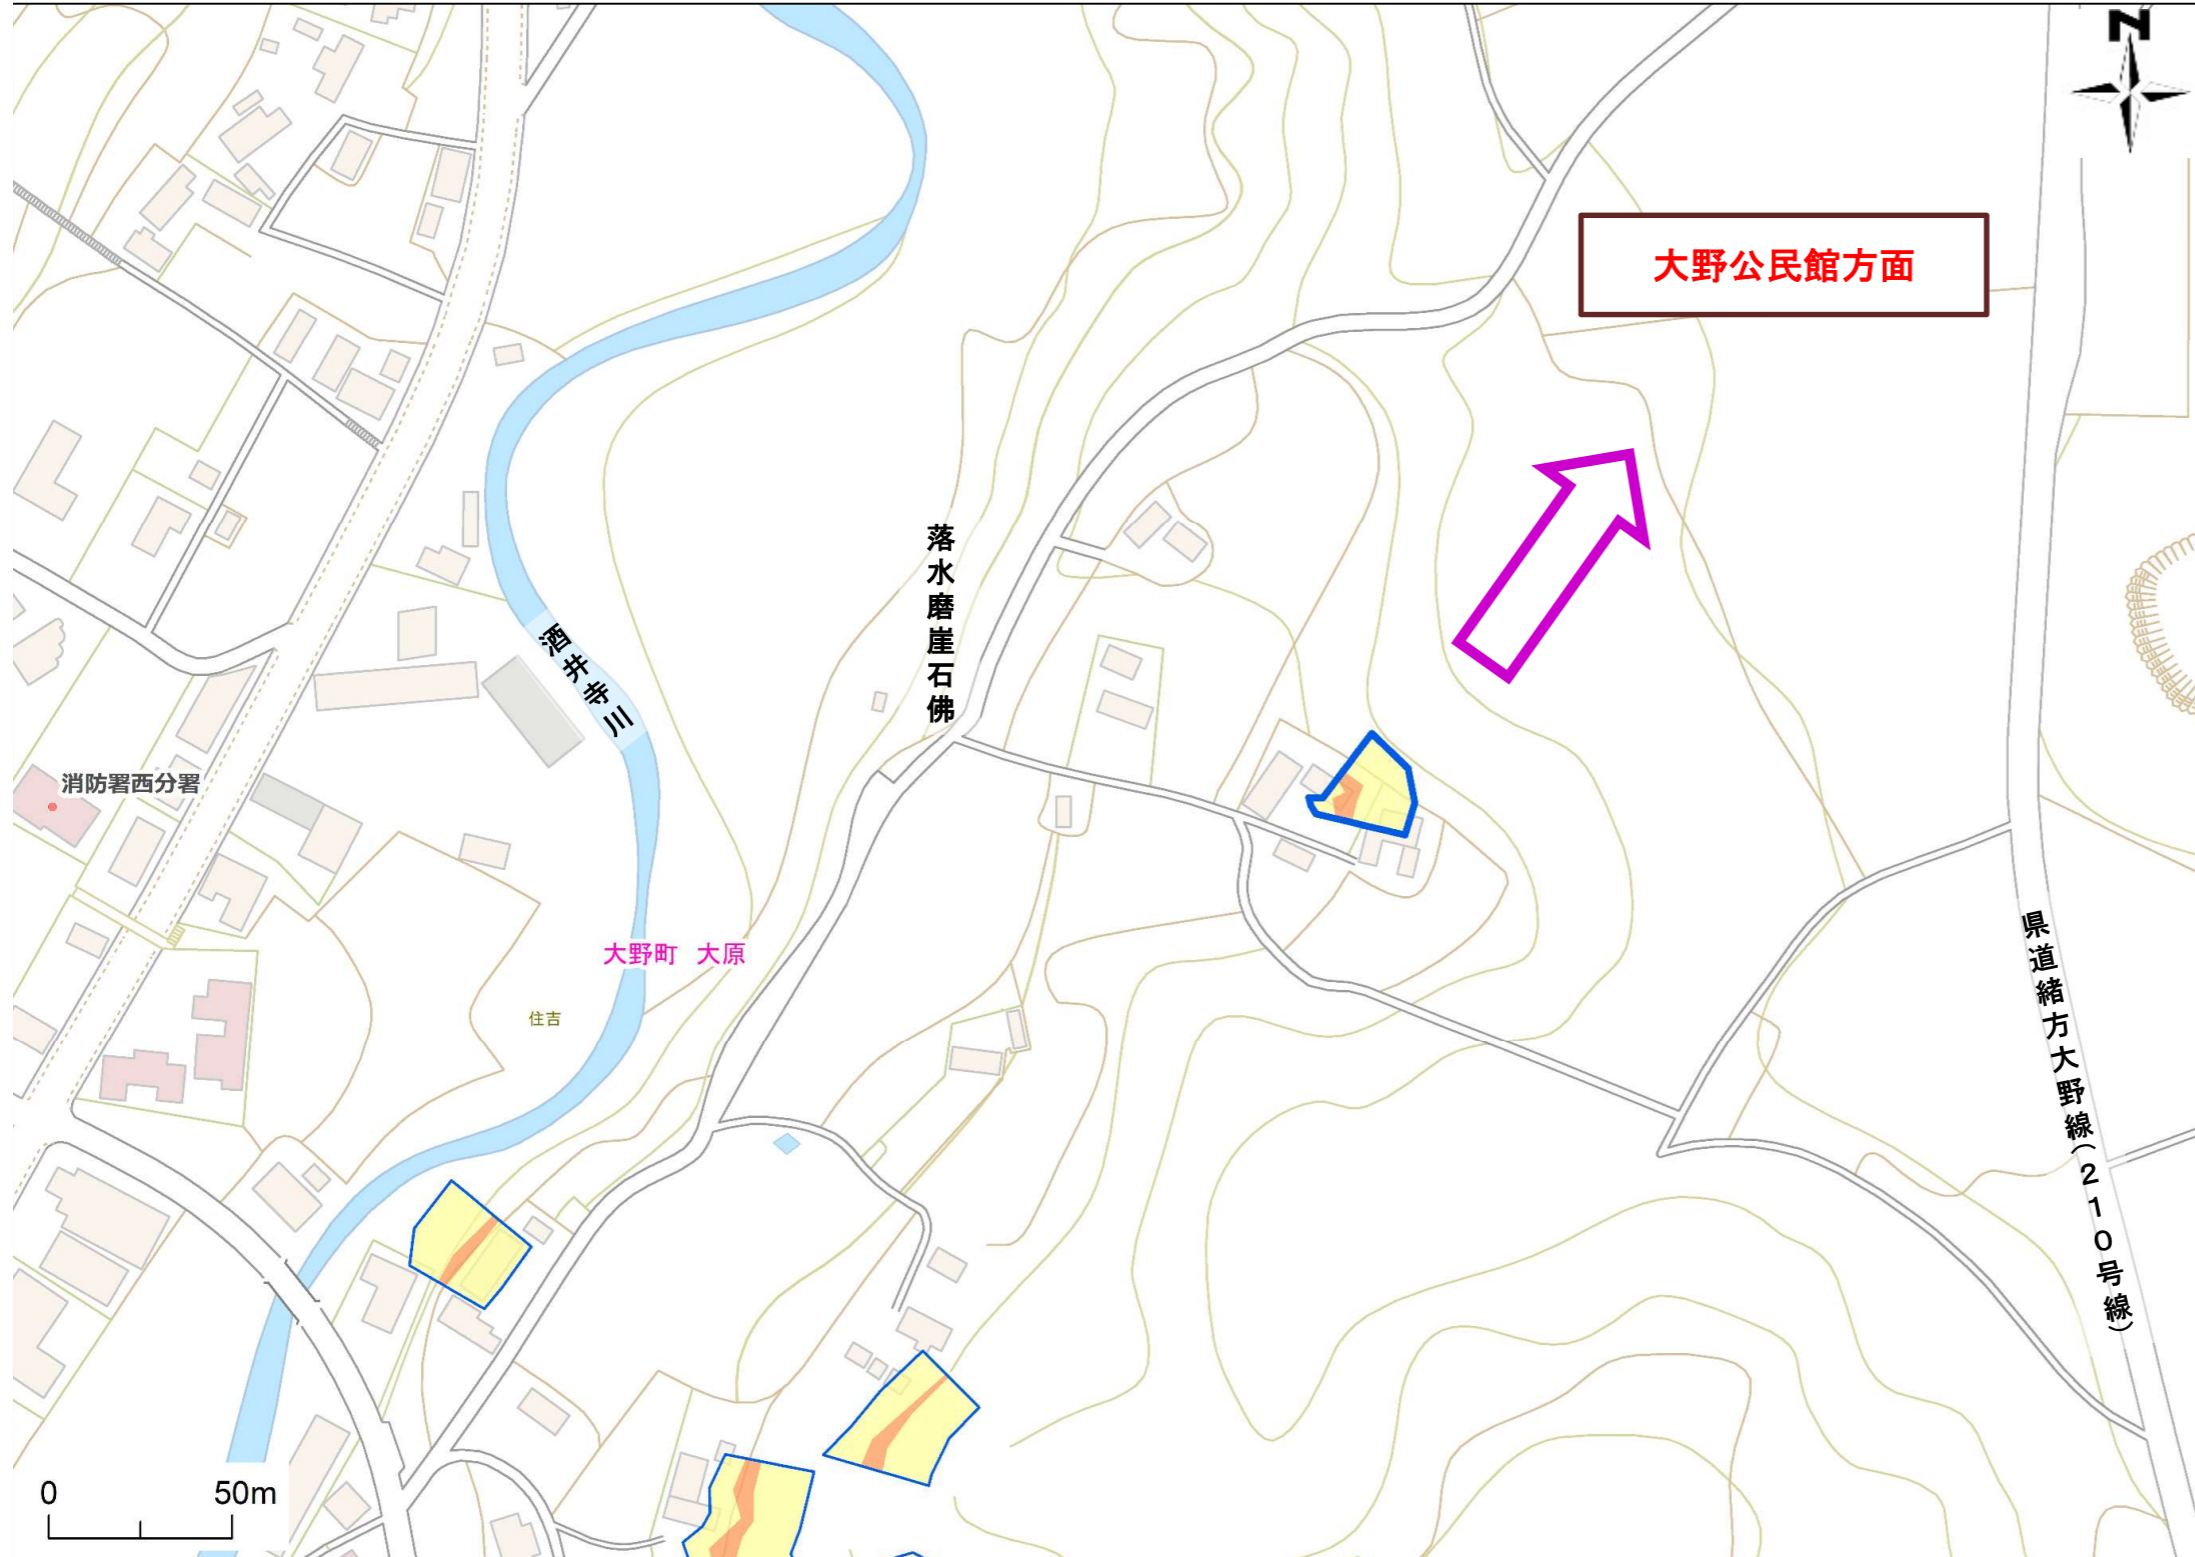 N
大野公民館方面
落水磨崖石佛
酒井寺川
消防署西分署
県道緒方大野線(210号線)
大野町 大原
住吉
0 50m